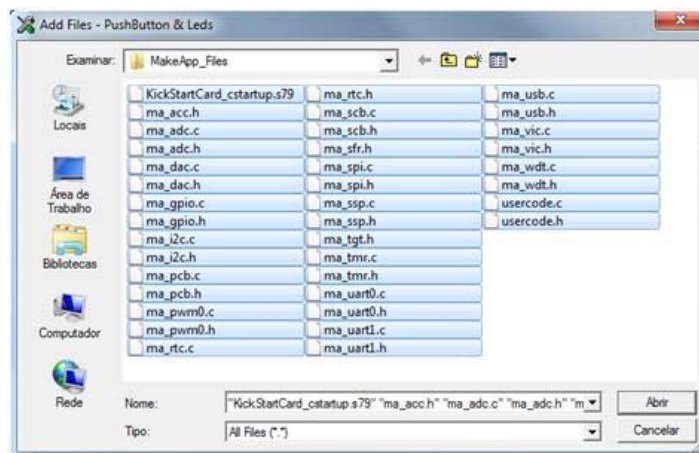 Add Files - PushButton & Leds
Examinar:
MakeApp_Files
Locais
Área de
Trabalho
Bibliotecas
Computador
Rede
KickStartCard_cstartup.s79
ma_acc.h
ma_adc.c
ma_adc.h
ma_dac.c
ma_dac.h
ma_gpio.c
ma_gpio.h
ma_i2c.c
ma_i2c.h
ma_pcb.c
ma_pcb.h
ma_pwm0.c
ma_pwm0.h
ma_rtc.c
ma_rtc.h
ma_scb.c
ma_scb.h
ma_sfr.h
ma_spi.c
ma_spi.h
ma_ssp.c
ma_ssp.h
ma_tgt.h
ma_tmr.c
ma_tmr.h
ma_uart0.c
ma_uart0.h
ma_uart1.c
ma_uart1.h
ma_usb.c
ma_usb.h
ma_vic.c
ma_vic.h
ma_wdt.c
ma_wdt.h
usercode.c
usercode.h
Nome:
"KickStartCard_cstartup.s79" "ma_acc.h" "ma_adc.c" "ma_adc.h" "m
Abrir
Tipo:
All Files (*.*)
Cancelar